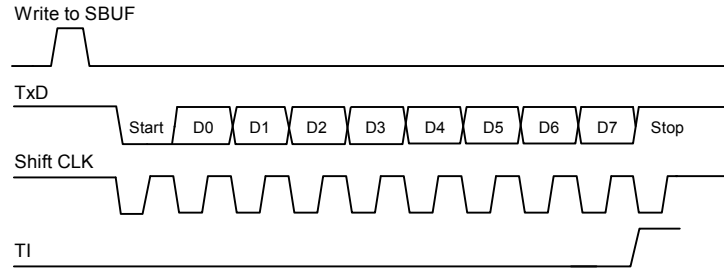 Write to SBUF
TxD
Start D0 D1 D2 D3 D4 D5 D6 D7 Stop
Shift CLK
TI